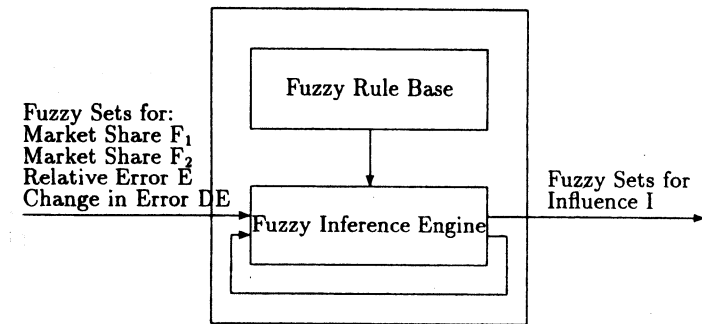 Fuzzy Rule Base
Fuzzy Sets for:
Market Share F₁
Market Share F₂
Relative Error E
Change in Error DE
Fuzzy Inference Engine
Fuzzy Sets for
Influence I